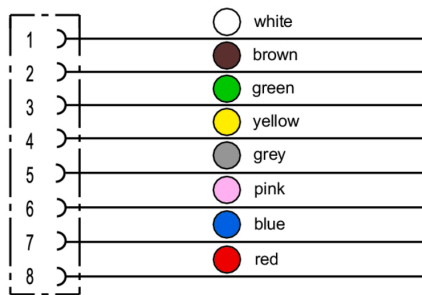 white
1
brown
2
green
3
yellow
4
grey
5
pink
6
blue
7
red
8